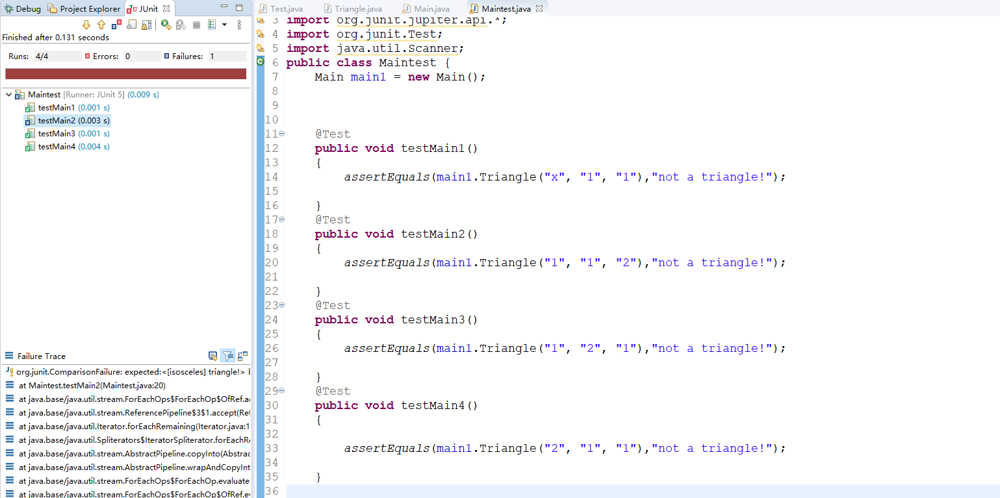 Debug Project Explorer JUnit
Finished after 0.131 seconds
Runs: 4/4 Errors: 0 Failures: 1
Maintest [Runner: JUnit 5] (0.009 s)
testMain1 (0.001 s)
testMain2 (0.003 s)
testMain3 (0.001 s)
testMain4 (0.004 s)
Failure Trace
org.junit.ComparisonFailure: expected:<[isosceles] triangle!>
at Maintest.testMain2(Maintest.java:20)
at java.base/java.util.stream.ForEachOps$ForEachOp$OfRef.a
at java.base/java.util.stream.ReferencePipeline$3$1.accept(Ref
at java.base/java.util.Iterator.forEachRemaining(Iterator.java:1
at java.base/java.util.Spliterators$IteratorSpliterator.forEachR
at java.base/java.util.stream.AbstractPipeline.copyInto(Abstrac
at java.base/java.util.stream.AbstractPipeline.wrapAndCopyInt
at java.base/java.util.stream.ForEachOps$ForEachOp.evaluate
at java.base/java.util.stream.ForEachOps$ForEachOp$OfRef.e
Test.java Triangle.java Main.java Maintest.java
3 import org.junit.jupiter.api.*;
4 import org.junit.Test;
5 import java.util.Scanner;
6 public class Maintest {
7 Main main1 = new Main();
8
9
10
11 @Test
12 public void testMain1()
13 {
14 assertEquals(main1.Triangle("x", "1", "1"),"not a triangle!");
15
16 }
17 @Test
18 public void testMain2()
19 {
20 assertEquals(main1.Triangle("1", "1", "2"),"not a triangle!");
21
22 }
23 @Test
24 public void testMain3()
25 {
26 assertEquals(main1.Triangle("1", "2", "1"),"not a triangle!");
27
28 }
29 @Test
30 public void testMain4()
31 {
32
33 assertEquals(main1.Triangle("2", "1", "1"),"not a triangle!");
34
35 }
36